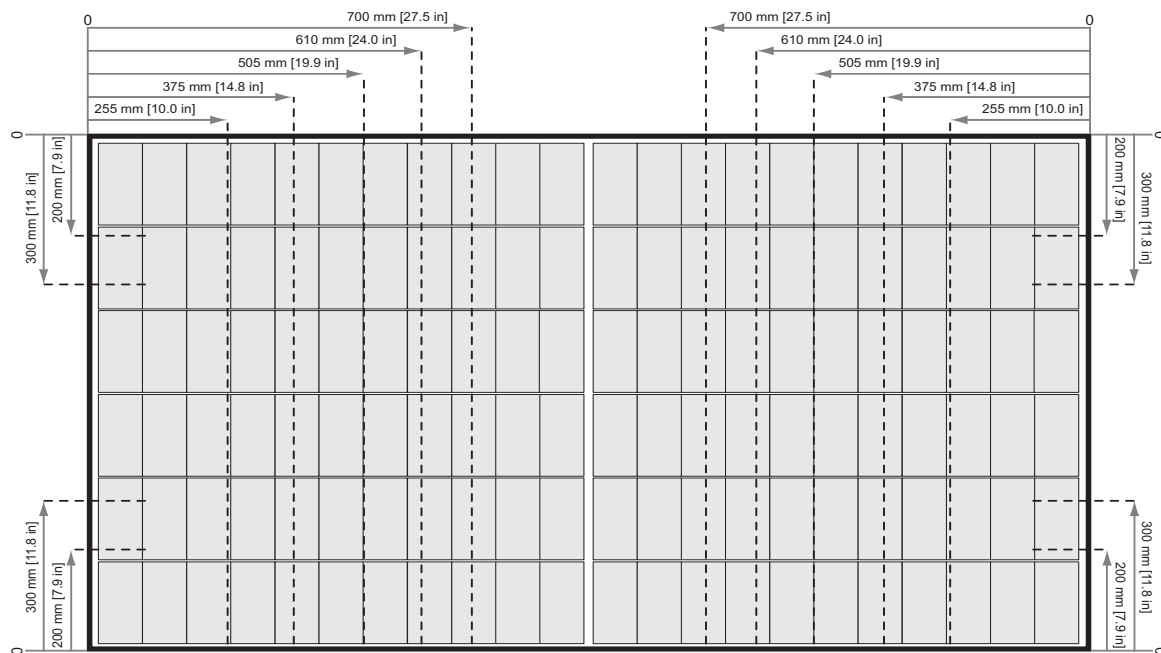 0
700 mm [27.5 in]
610 mm [24.0 in]
505 mm [19.9 in]
375 mm [14.8 in]
255 mm [10.0 in]
0
700 mm [27.5 in]
610 mm [24.0 in]
505 mm [19.9 in]
375 mm [14.8 in]
255 mm [10.0 in]
0
200 mm [7.9 in]
300 mm [11.8 in]
0
200 mm [7.9 in]
300 mm [11.8 in]
300 mm [11.8 in]
200 mm [7.9 in]
0
300 mm [11.8 in]
200 mm [7.9 in]
0